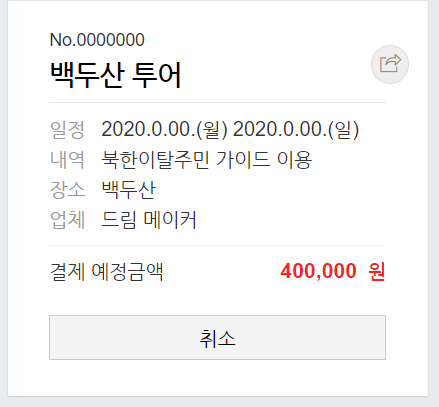 No.0000000
백두산 투어
일정 2020.0.00.(월) 2020.0.00.(일)
내역 북한이탈주민 가이드 이용
장소 백두산
업체 드림 메이커
결제 예정금액 400,000 원
취소